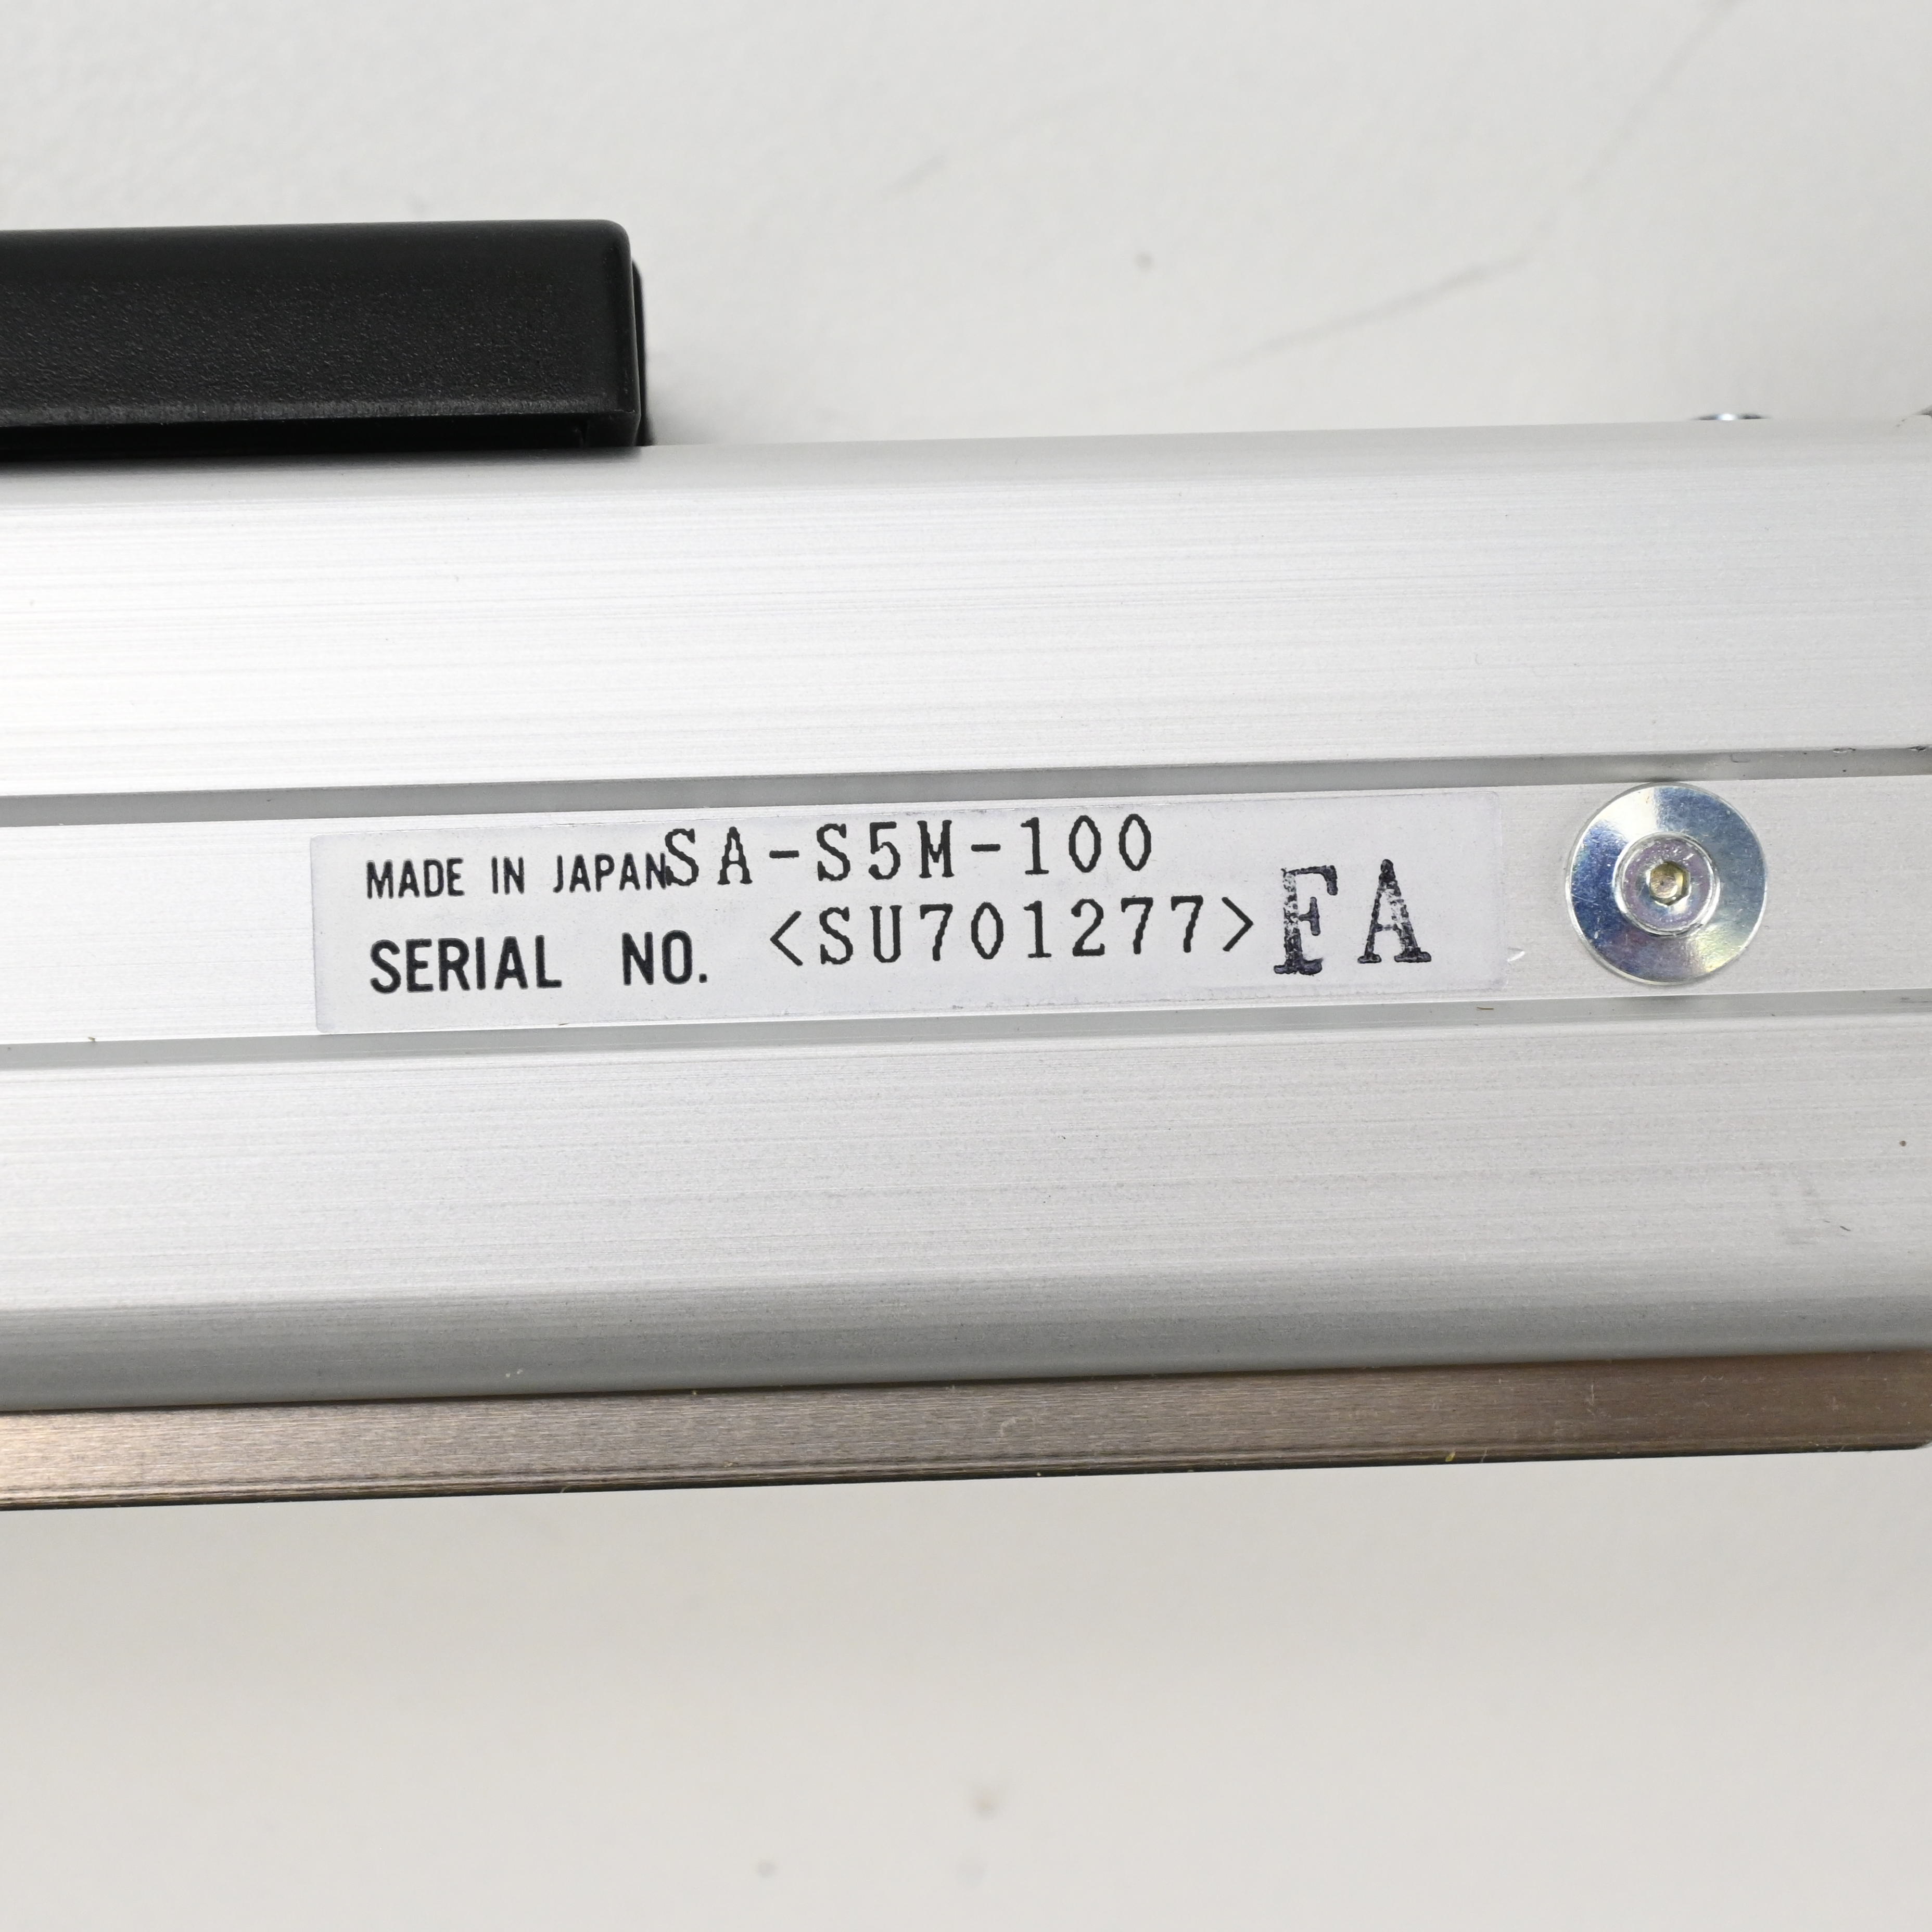 MADE IN JAPAN SA-S5M-100
SERIAL NO. <SU701277> FA